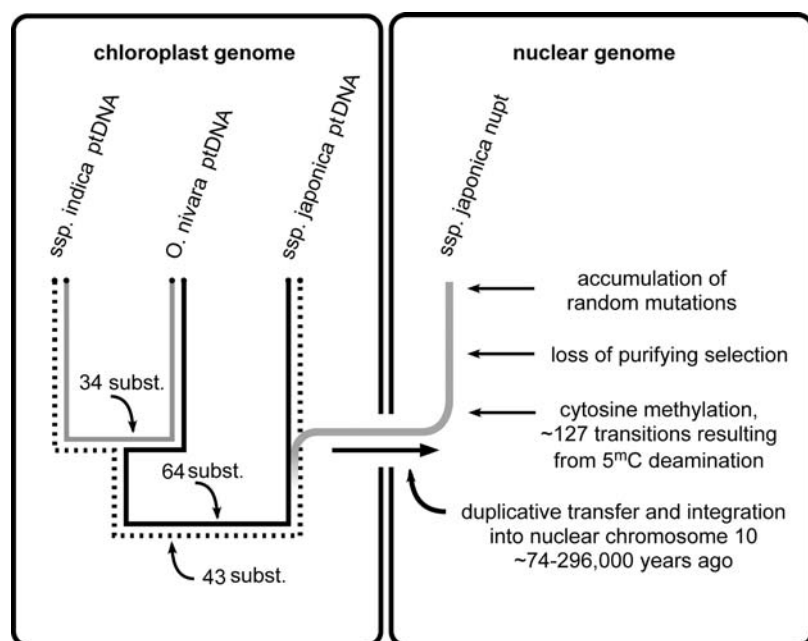 chloroplast genome
ssp. indica ptDNA
O. nivara ptDNA
ssp. japonica ptDNA
34 subst.
64 subst.
43 subst.
nuclear genome
ssp. japonica nupt
accumulation of
random mutations
loss of purifying selection
cytosine methylation,
~127 transitions resulting
from 5mC deamination
duplicative transfer and integration
into nuclear chromosome 10
~74-296,000 years ago